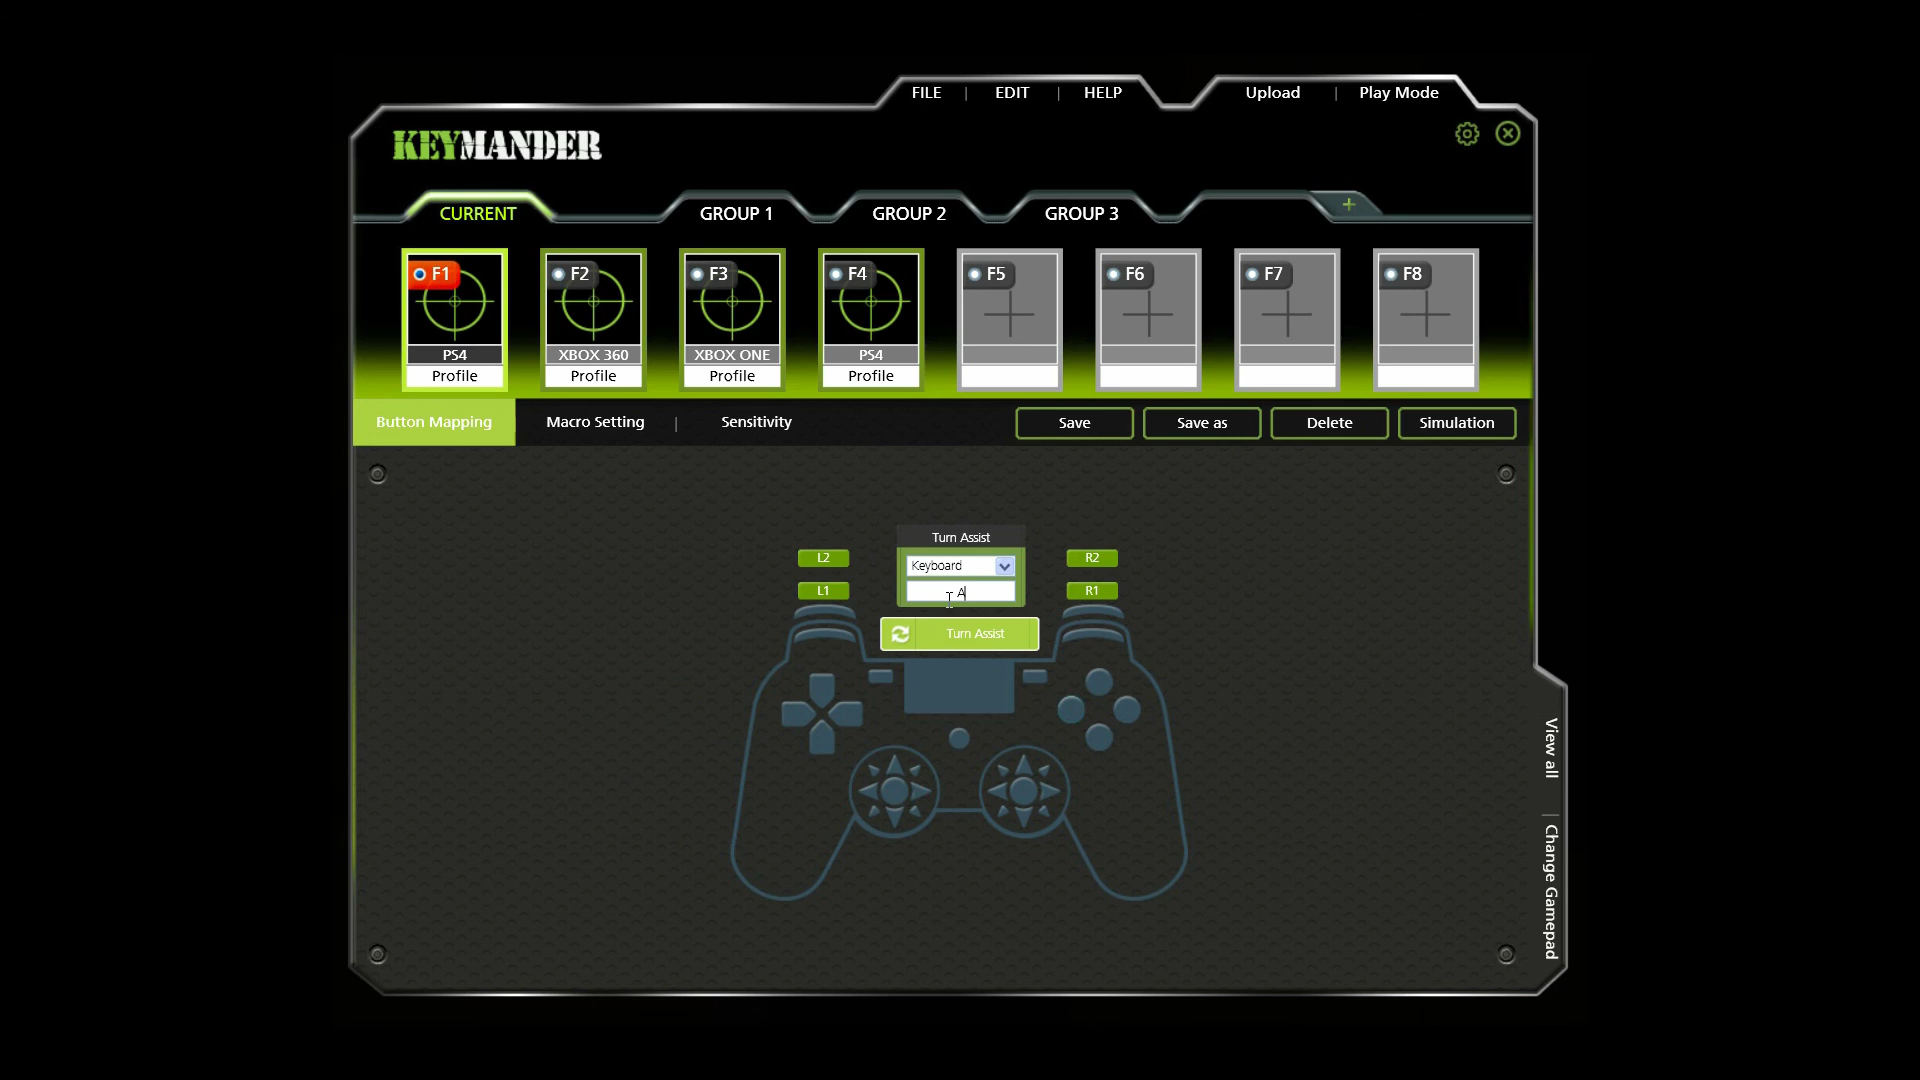 FILE | EDIT | HELP
Upload | Play Mode
KEYMANDER
CURRENT
GROUP 1
GROUP 2
GROUP 3
+
F1
F2
F3
F4
F5
F6
F7
F8
PS4
XBOX 360
XBOX ONE
PS4
Profile
Profile
Profile
Profile
Button Mapping
Macro Setting | Sensitivity
Save
Save as
Delete
Simulation
Turn Assist
L2
Keyboard
R2
L1
A
R1
Turn Assist
View all
Change Gamepad